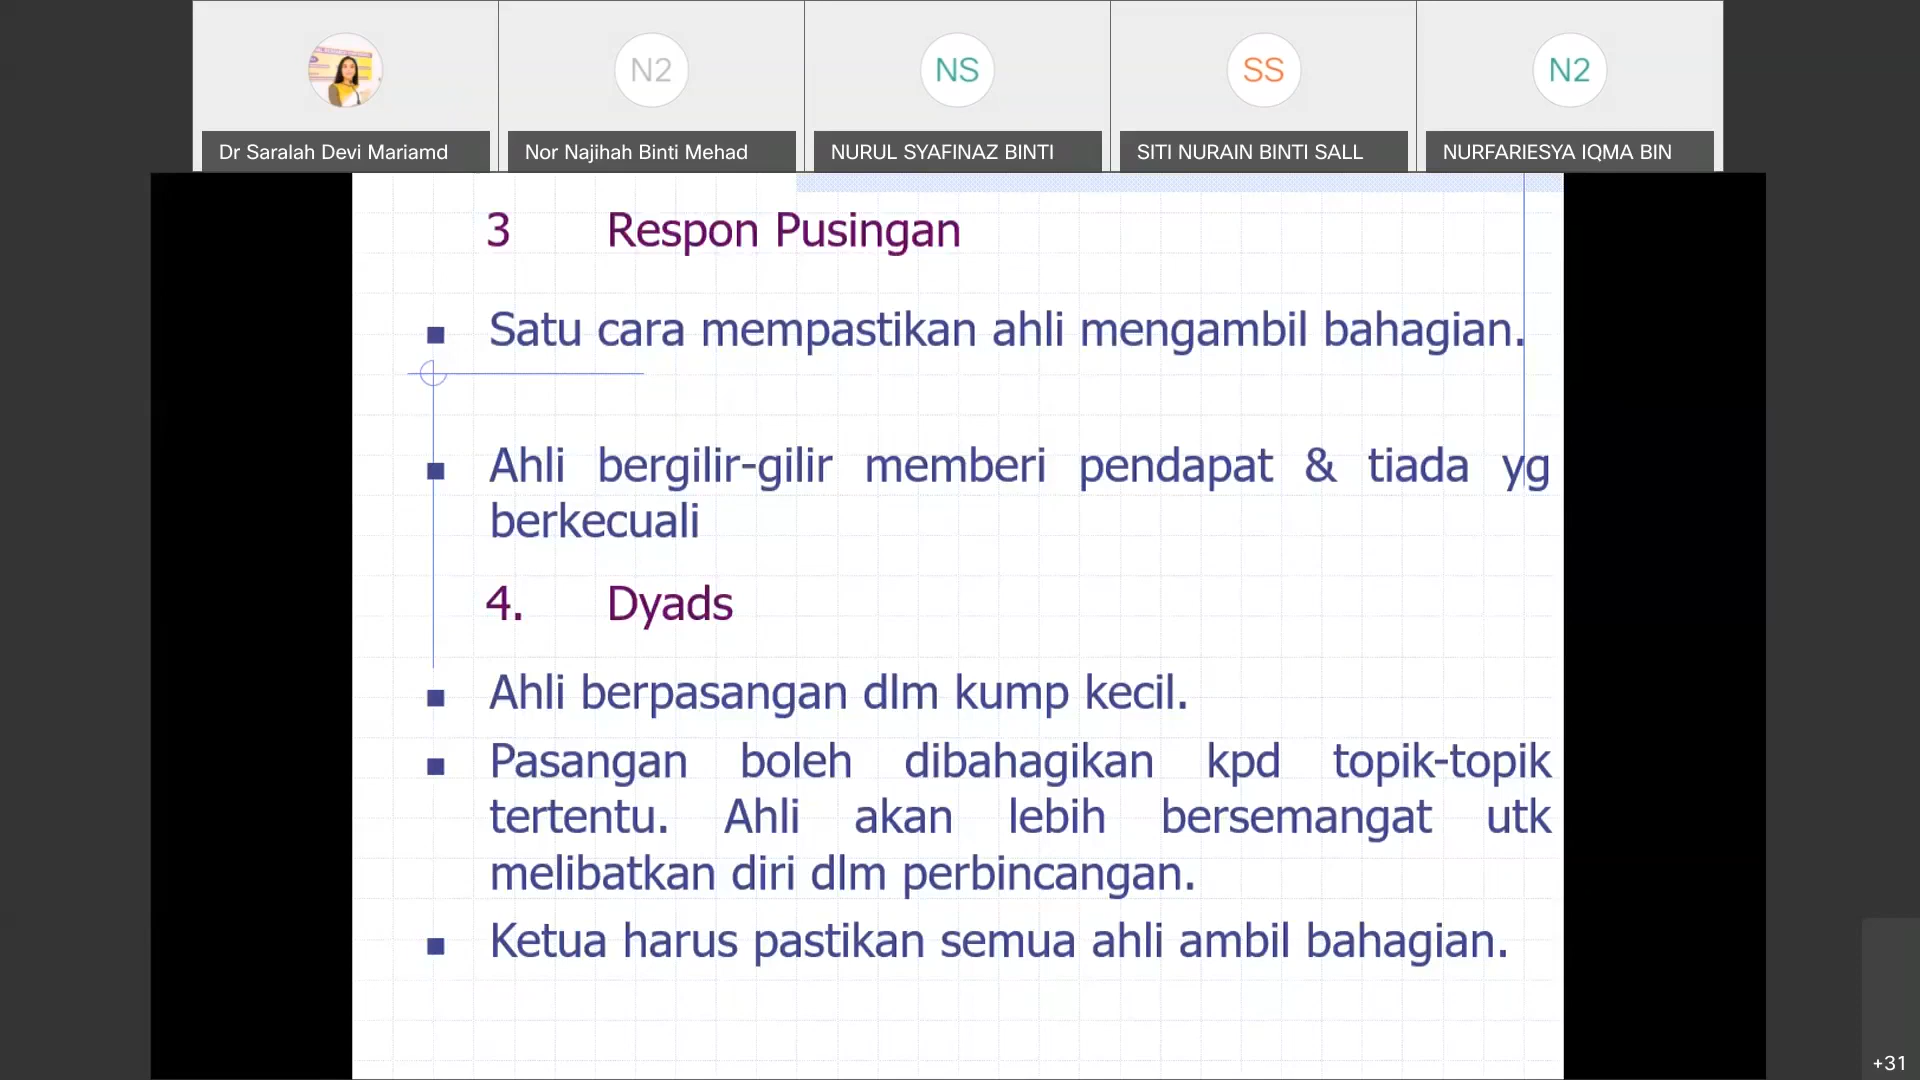 N2
NS
SS
N2
Dr Saralah Devi Mariamd
Nor Najihah Binti Mehad
NURUL SYAFINAZ BINTI
SITI NURAIN BINTI SALL
NURFARIESYA IQMA BIN
3 Respon Pusingan
Satu cara mempastikan ahli mengambil bahagian.
Ahli bergilir-gilir memberi pendapat & tiada yg
berkecuali
4. Dyads
Ahli berpasangan dlm kump kecil.
Pasangan boleh dibahagikan kpd topik-topik
tertentu. Ahli akan lebih bersemangat utk
melibatkan diri dlm perbincangan.
Ketua harus pastikan semua ahli ambil bahagian.
+31